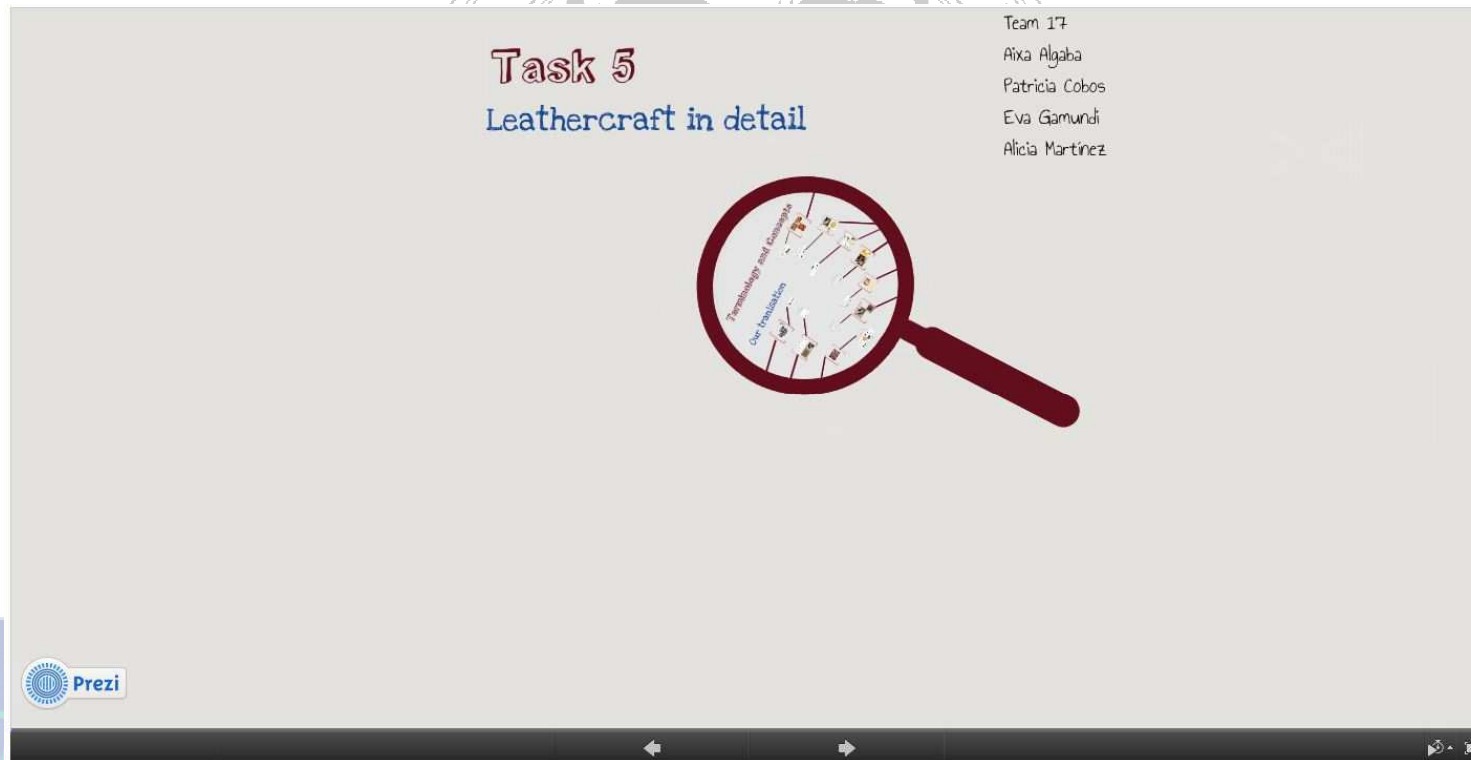 Task 5
Leathercraft in detail
Team 17
Aixa Algaba
Patricia Cobos
Eva Gamundi
Alicia Martínez
Terminology and Concepts
Our tranlsation
Prezi